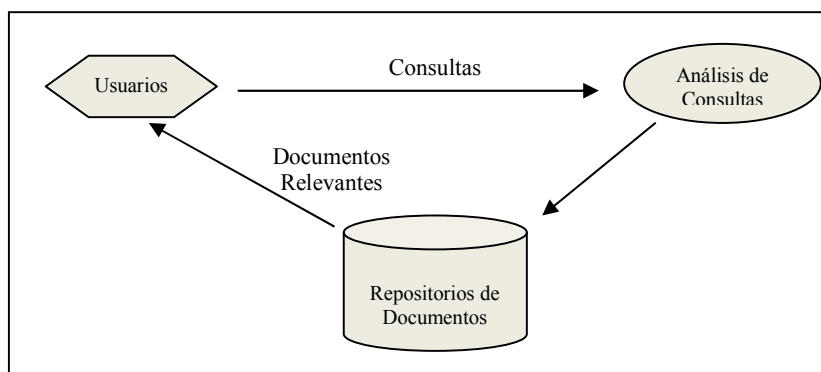 Usuarios
Consultas
Análisis de
Consultas
Documentos
Relevantes
Repositorios de
Documentos